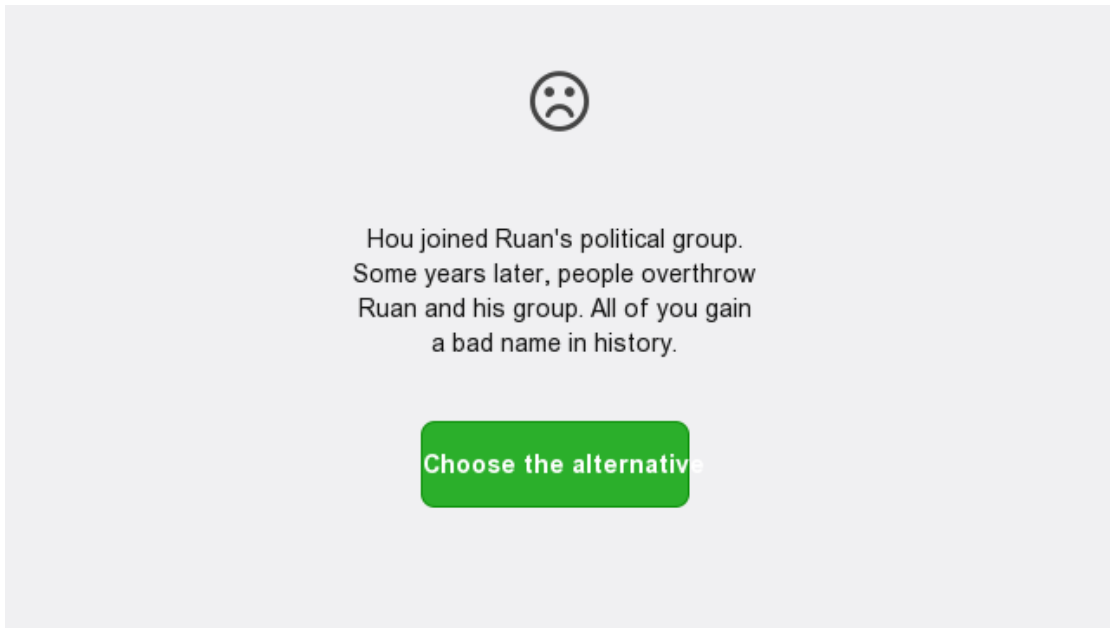 Hou joined Ruan's political group.
Some years later, people overthrow
Ruan and his group. All of you gain
a bad name in history.
Choose the alternative